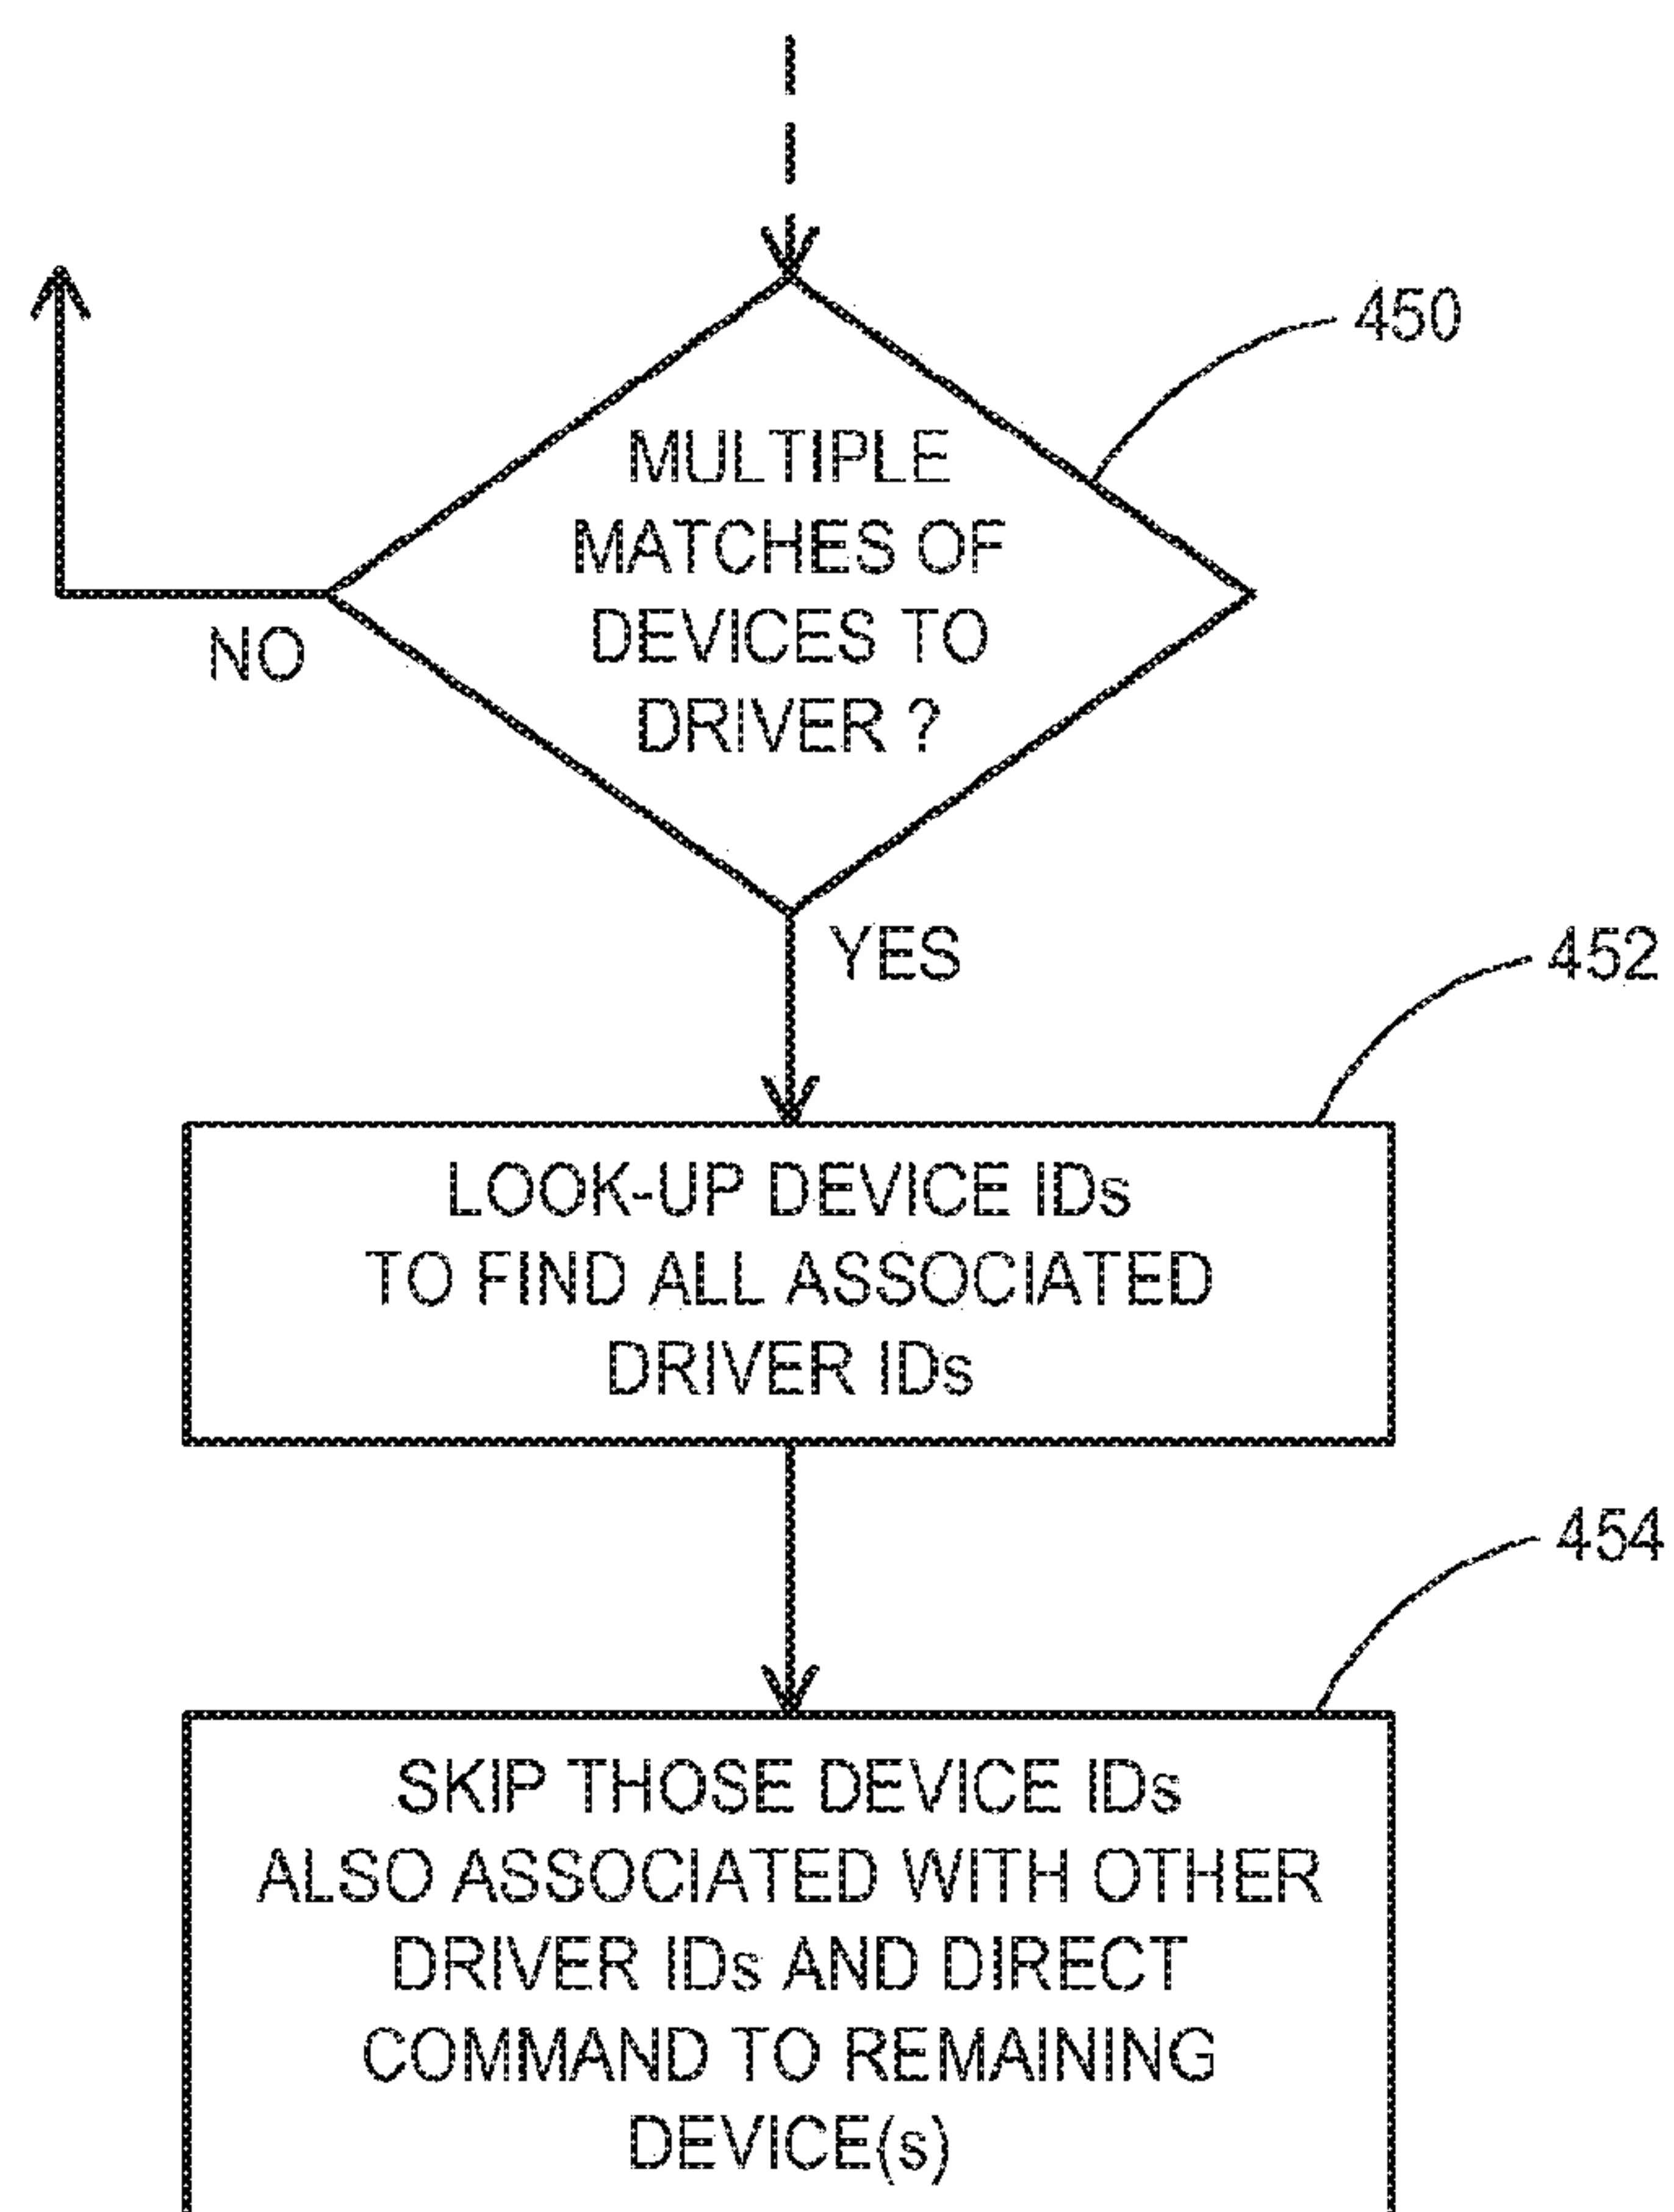 450
MULTIPLE
MATCHES OF
DEVICES TO
DRIVER ?
NO
YES
452
LOOK-UP DEVICE IDs
TO FIND ALL ASSOCIATED
DRIVER IDs
454
SKIP THOSE DEVICE IDs
ALSO ASSOCIATED WITH OTHER
DRIVER IDs AND DIRECT
COMMAND TO REMAINING
DEVICE(s)